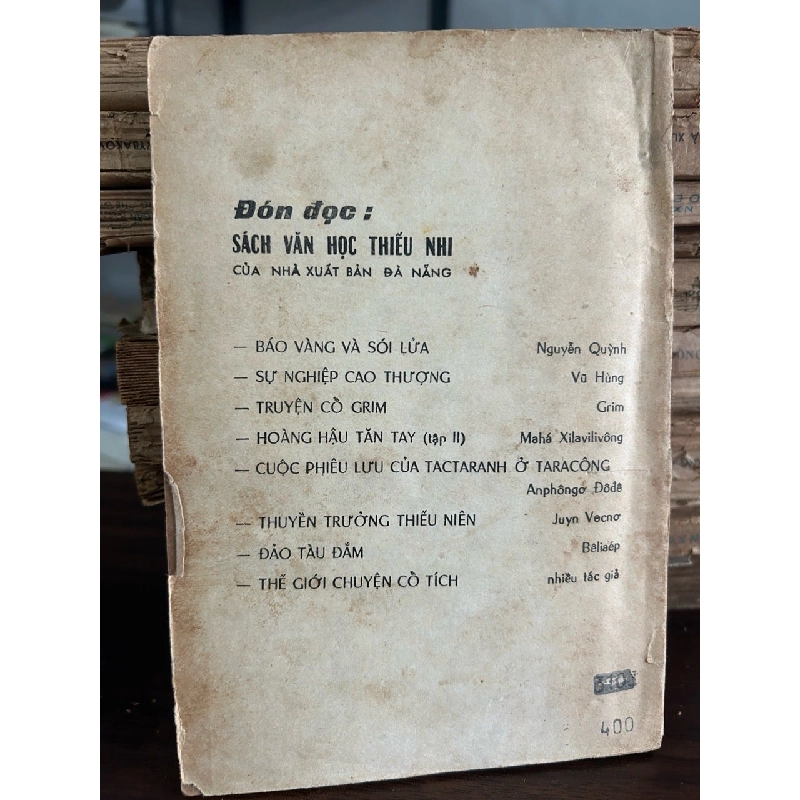 Đón đọc:
SÁCH VĂN HỌC THIẾU NHI
CỦA NHÀ XUẤT BẢN ĐÀ NẴNG
— BÁO VÀNG VÀ SÓI LỬA Nguyễn Quỳnh
— SỰ NGHIỆP CAO THƯỢNG Vũ Hùng
— TRUYỆN CỔ GRIM Grim
— HOÀNG HẬU TĂN TAY (tập II) Mahá Xilavilivông
— CUỘC PHIÊU LƯU CỦA TACTARANH Ở TARACÔNG
Anphôngơ Đôđê
— THUYỀN TRƯỞNG THIẾU NIÊN Juyn Vecnơ
— ĐẢO TÀU ĐẮM Bêliaép
— THẾ GIỚI CHUYỆN CỔ TÍCH nhiều tác giả
400